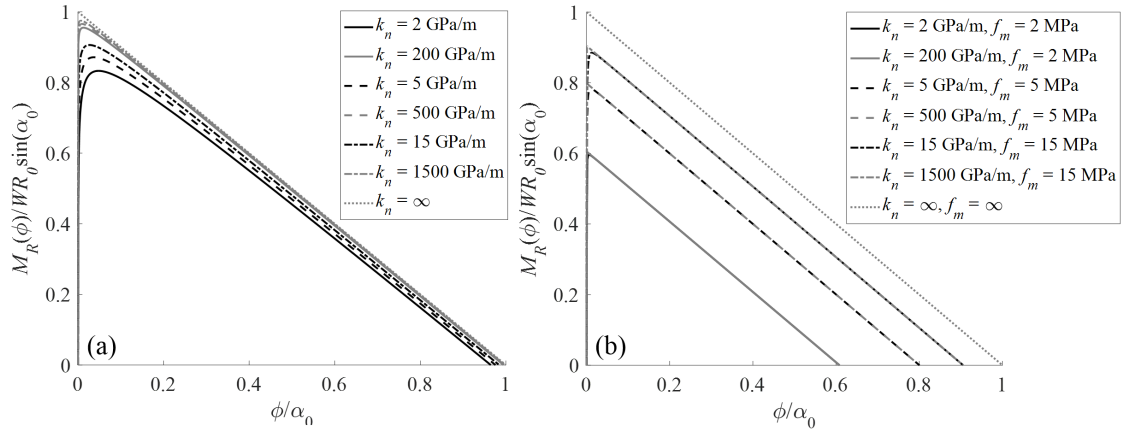 1
0.8
0.6
0.4
0.2
0
M_R(ϕ)/WR_0sin(α_0)
k_n = 2 GPa/m
k_n = 200 GPa/m
k_n = 5 GPa/m
k_n = 500 GPa/m
k_n = 15 GPa/m
k_n = 1500 GPa/m
k_n = ∞
(a)
0 0.2 0.4 0.6 0.8 1
ϕ/α_0
1
0.8
0.6
0.4
0.2
0
M_R(ϕ)/WR_0sin(α_0)
k_n = 2 GPa/m, f_m = 2 MPa
k_n = 200 GPa/m, f_m = 2 MPa
k_n = 5 GPa/m, f_m = 5 MPa
k_n = 500 GPa/m, f_m = 5 MPa
k_n = 15 GPa/m, f_m = 15 MPa
k_n = 1500 GPa/m, f_m = 15 MPa
k_n = ∞, f_m = ∞
(b)
0 0.2 0.4 0.6 0.8 1
ϕ/α_0